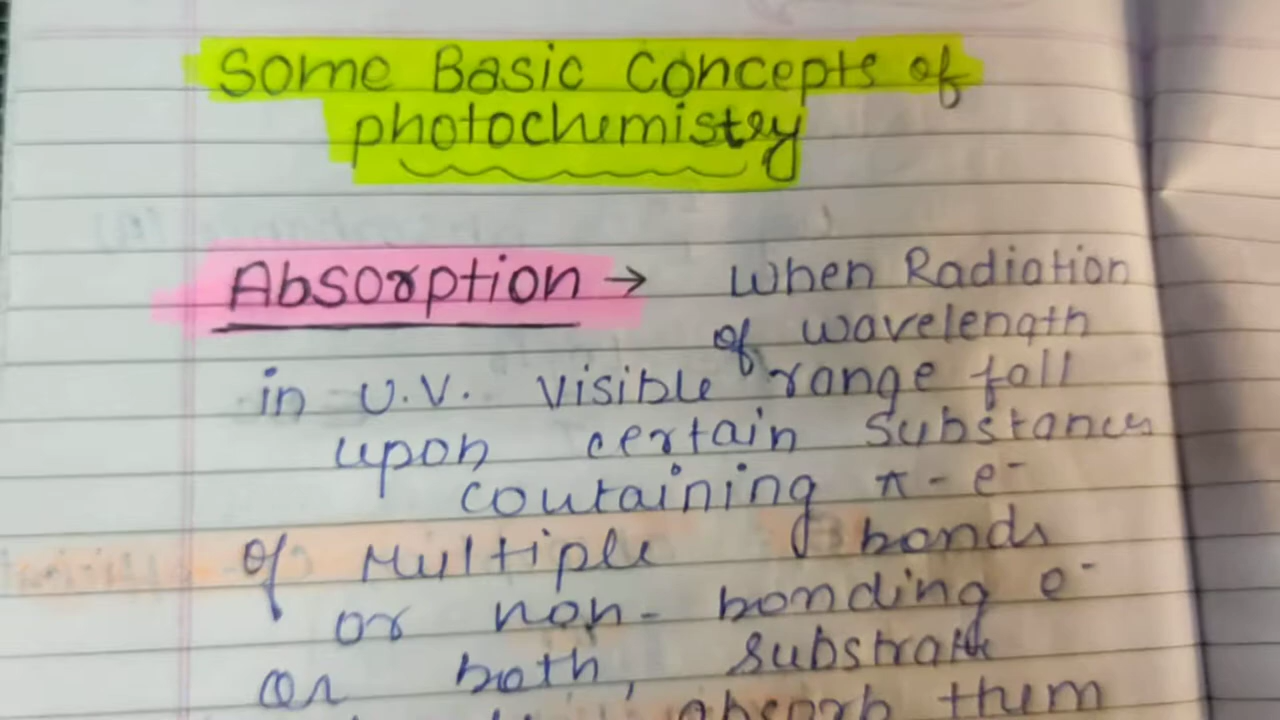 Some Basic Concepts of
photochemistry
Absorption → When Radiation
of wavelength
in U.V. visible range fall
upon certain substances
containing π-e⁻
of Multiple bonds
or non-bonding e⁻
or both, substrate
absorb them